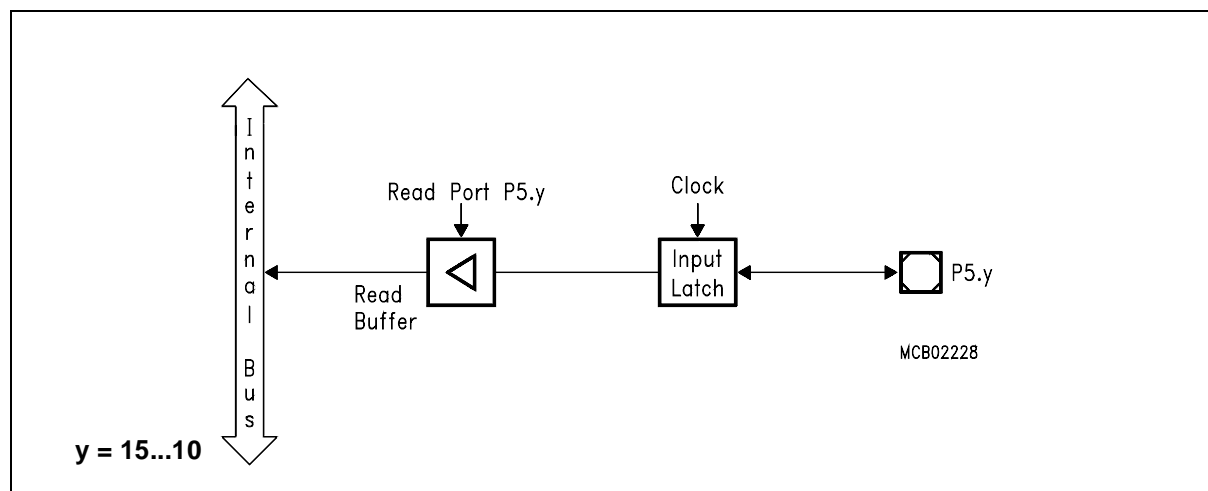 Internal Bus
Read Port P5.y
Clock
Input
Latch
P5.y
Read
Buffer
MCB02228
y = 15...10